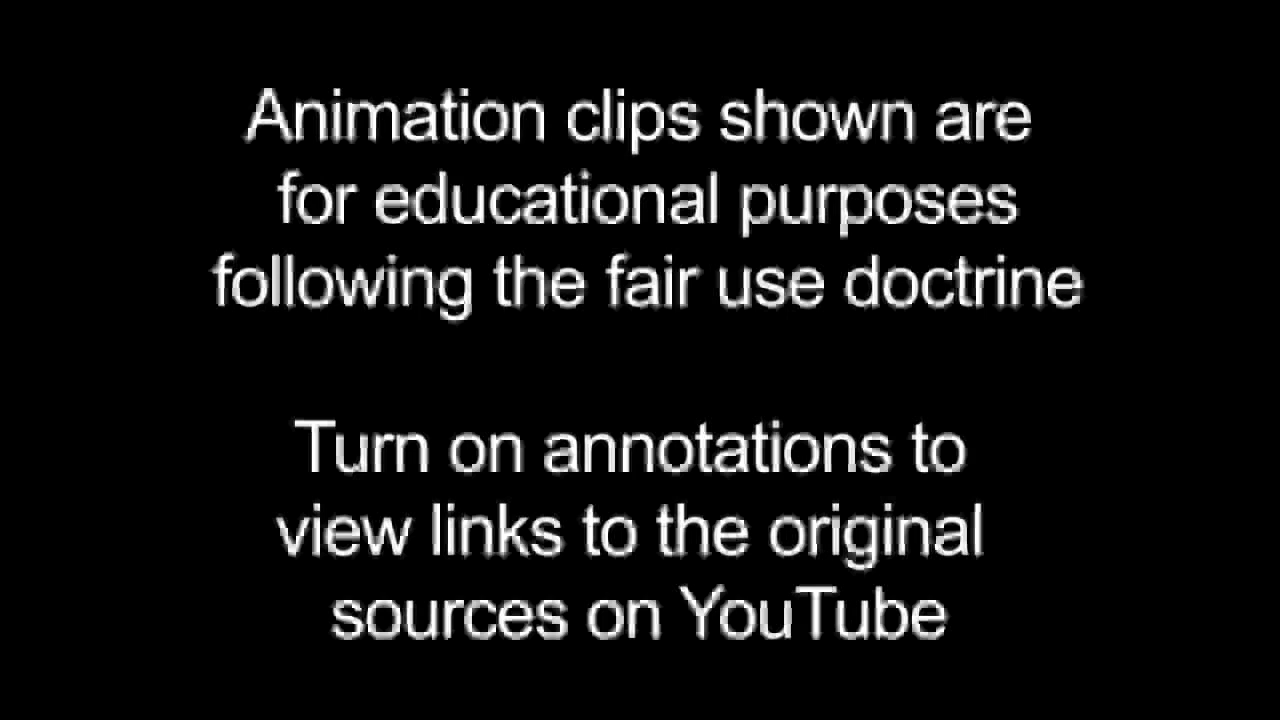 Animation clips shown are
for educational purposes
following the fair use doctrine
Turn on annotations to
view links to the original
sources on YouTube